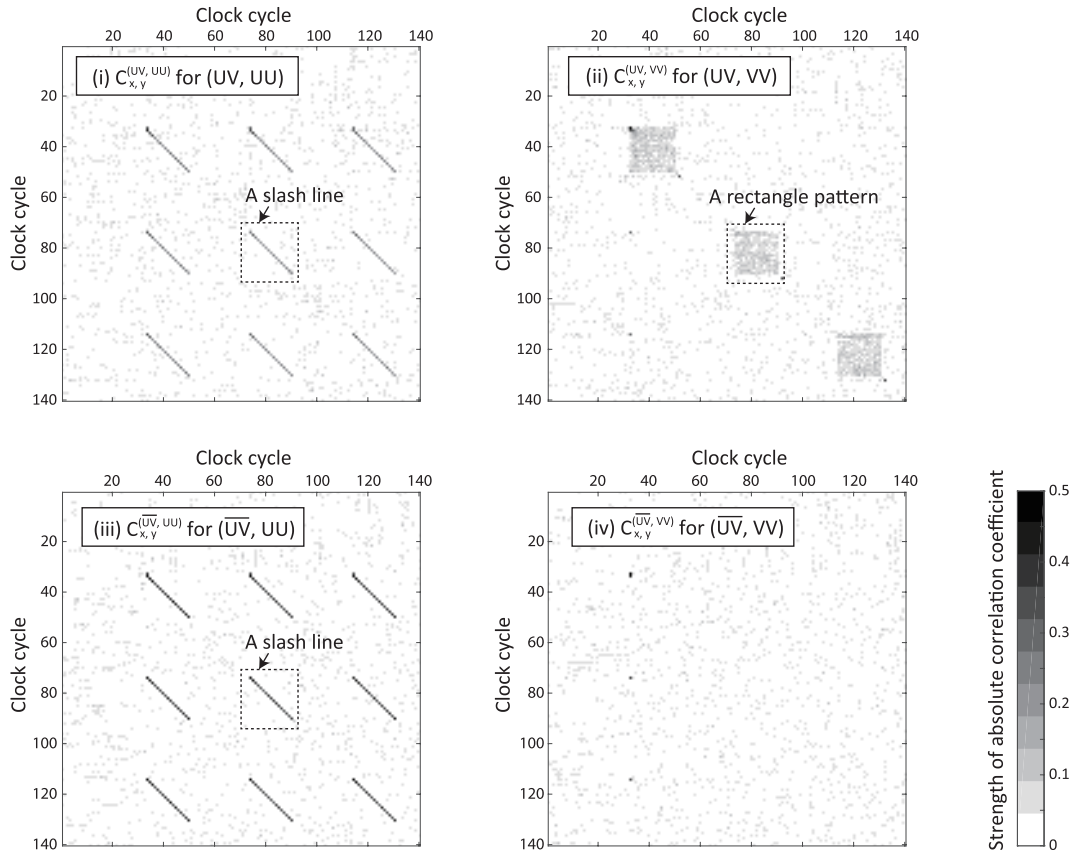 Clock cycle
20 40 60 80 100 120 140
(i) C x, y (UV, UU) for (UV, UU)
20
40
60
80
100
120
140
Clock cycle
A slash line
Clock cycle
20 40 60 80 100 120 140
(ii) C x, y (UV, VV) for (UV, VV)
20
40
60
80
100
120
140
Clock cycle
A rectangle pattern
Clock cycle
20 40 60 80 100 120 140
(iii) C x, y (U̅V̅, UU) for (U̅V̅, UU)
20
40
60
80
100
120
140
Clock cycle
A slash line
Clock cycle
20 40 60 80 100 120 140
(iv) C x, y (U̅V̅, VV) for (U̅V̅, VV)
20
40
60
80
100
120
140
Clock cycle
Strength of absolute correlation coefficient
0.5
0.4
0.3
0.2
0.1
0